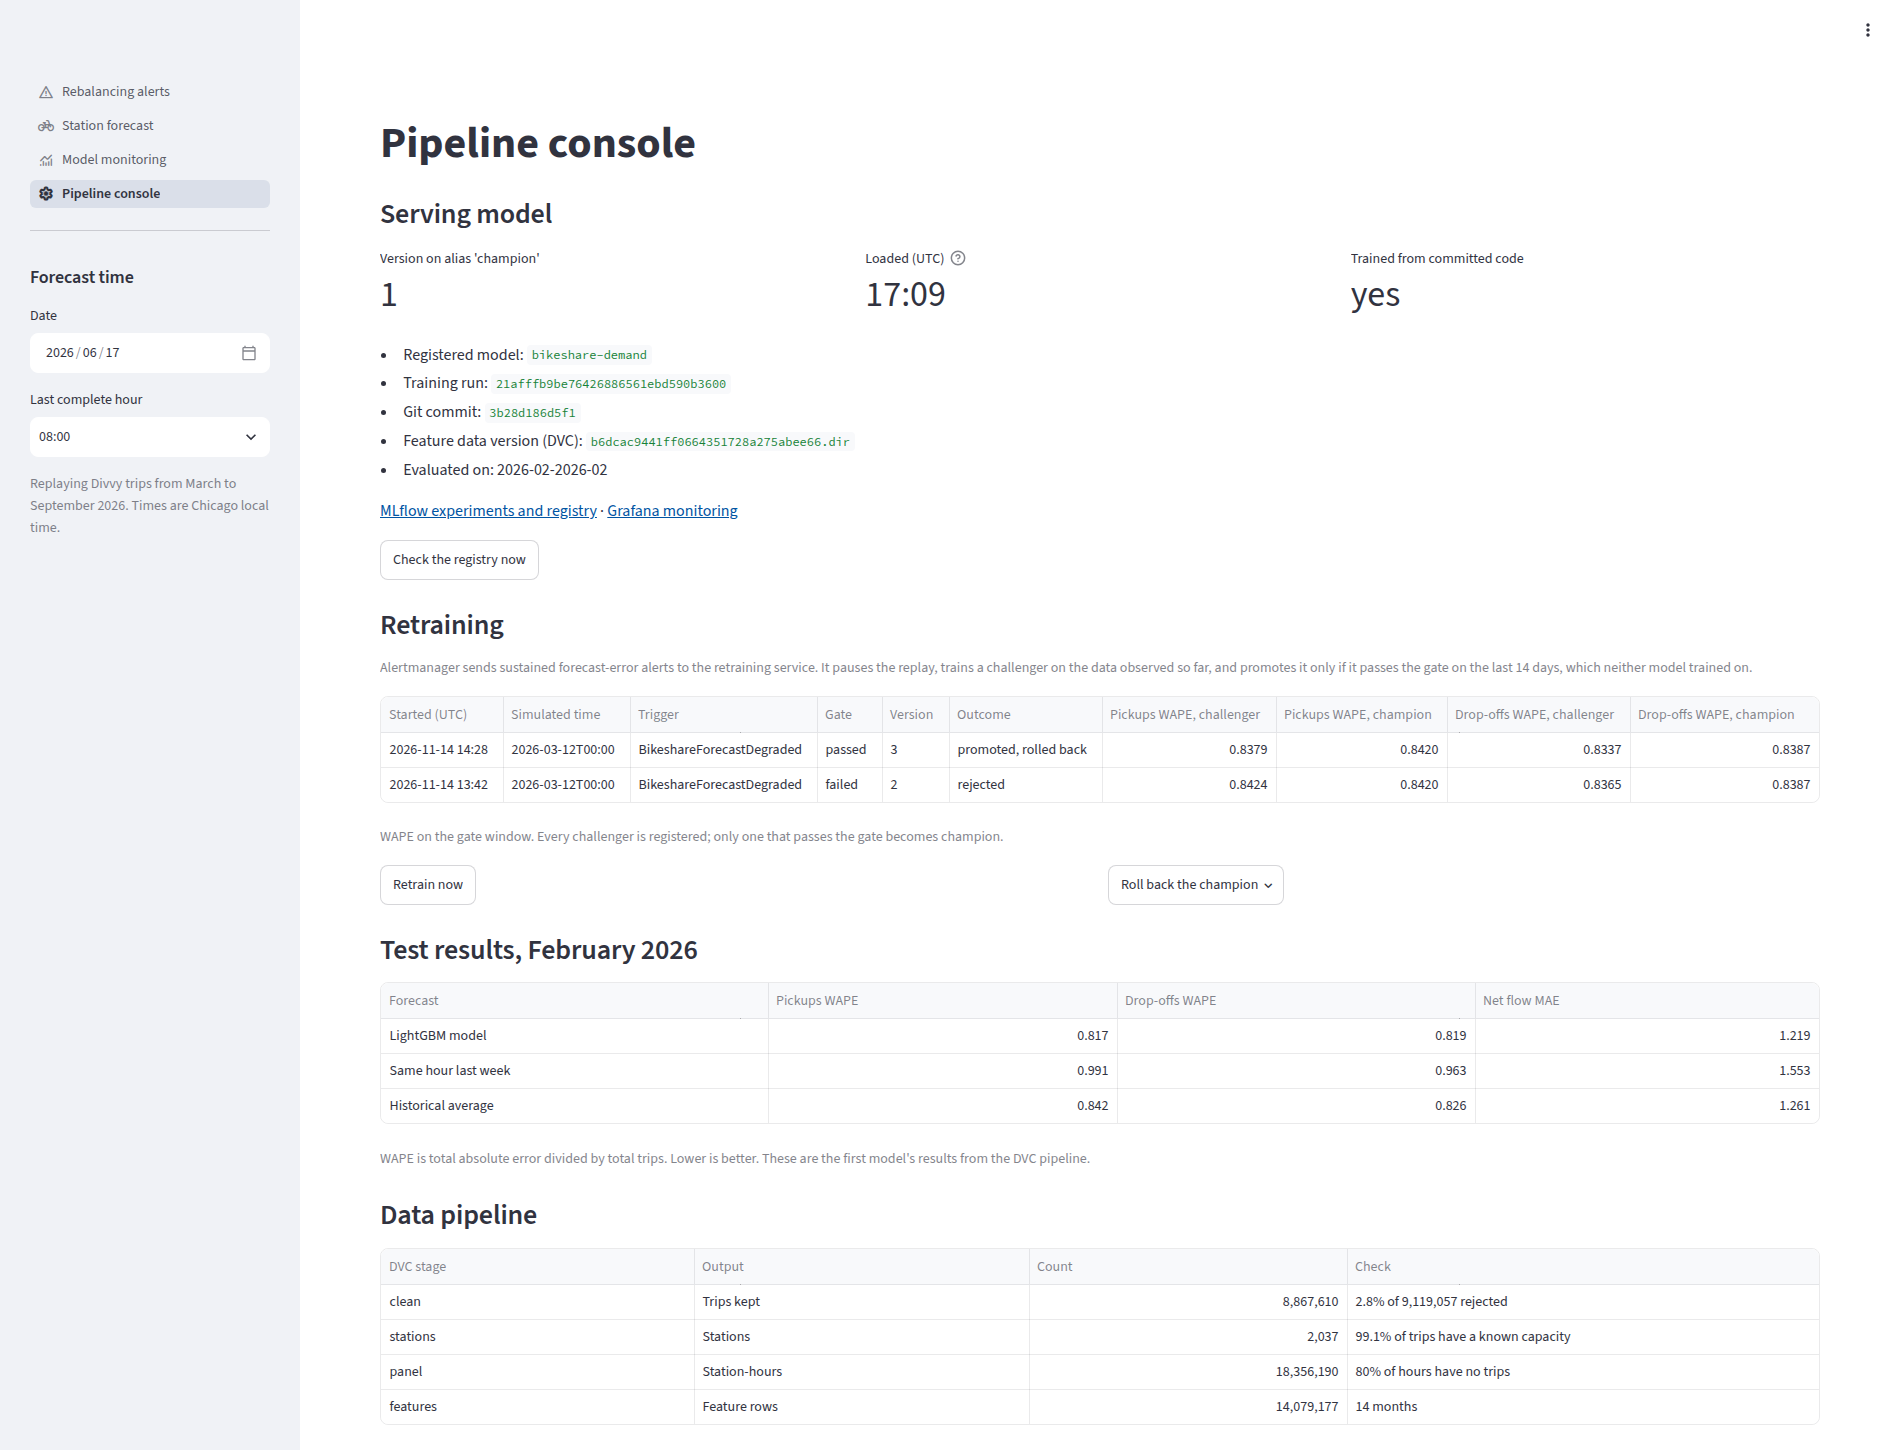 Rebalancing alerts
Station forecast
Model monitoring
Pipeline console
Forecast time
Date
2026/06/17
Last complete hour
08:00
Replaying Divvy trips from March to
September 2026. Times are Chicago local
time.
Pipeline console
Serving model
Version on alias 'champion' Loaded (UTC) Trained from committed code
1 17:09 yes
Registered model: bikeshare-demand
Training run: 21afffb9be76426886561ebd590b3600
Git commit: 3b28d186d5f1
Feature data version (DVC): b6dcac9441ff0664351728a275abee66.dir
Evaluated on: 2026-02-2026-02
MLflow experiments and registry · Grafana monitoring
Check the registry now
Retraining
Alertmanager sends sustained forecast-error alerts to the retraining service. It pauses the replay, trains a challenger on the data observed so far, and promotes it only if it passes the gate on the last 14 days, which neither model trained on.
Started (UTC) Simulated time Trigger Gate Version Outcome Pickups WAPE, challenger Pickups WAPE, champion Drop-offs WAPE, challenger Drop-offs WAPE, champion
2026-11-14 14:28 2026-03-12T00:00 BikeshareForecastDegraded passed 3 promoted, rolled back 0.8379 0.8420 0.8337 0.8387
2026-11-14 13:42 2026-03-12T00:00 BikeshareForecastDegraded failed 2 rejected 0.8424 0.8420 0.8365 0.8387
WAPE on the gate window. Every challenger is registered; only one that passes the gate becomes champion.
Retrain now Roll back the champion
Test results, February 2026
Forecast Pickups WAPE Drop-offs WAPE Net flow MAE
LightGBM model 0.817 0.819 1.219
Same hour last week 0.991 0.963 1.553
Historical average 0.842 0.826 1.261
WAPE is total absolute error divided by total trips. Lower is better. These are the first model's results from the DVC pipeline.
Data pipeline
DVC stage Output Count Check
clean Trips kept 8,867,610 2.8% of 9,119,057 rejected
stations Stations 2,037 99.1% of trips have a known capacity
panel Station-hours 18,356,190 80% of hours have no trips
features Feature rows 14,079,177 14 months